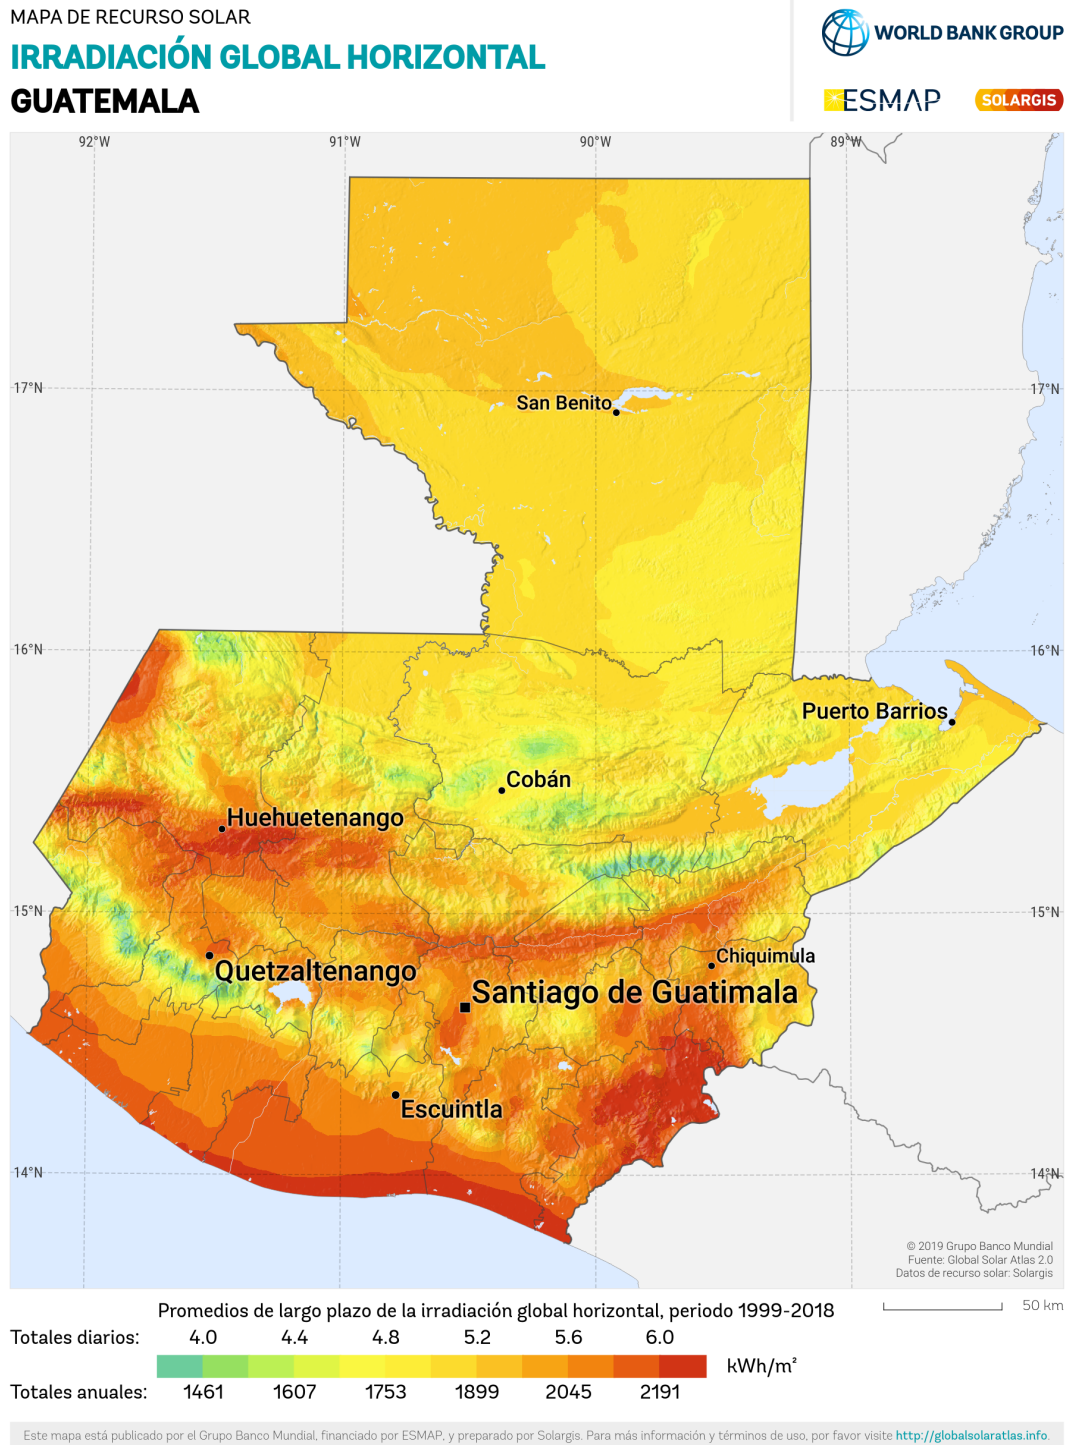 MAPA DE RECURSO SOLAR
IRRADIACIÓN GLOBAL HORIZONTAL
GUATEMALA
WORLD BANK GROUP
ESMAP
SOLARGIS
92°W
91°W
90°W
89°W
17°N
17°N
San Benito
16°N
16°N
Puerto Barrios
Cobán
Huehuetenango
15°N
15°N
Chiquimula
Quetzaltenango
Santiago de Guatimala
Escuintla
14°N
14°N
© 2019 Grupo Banco Mundial
Fuente: Global Solar Atlas 2.0
Datos de recurso solar: Solargis
Promedios de largo plazo de la irradiación global horizontal, periodo 1999-2018
50 km
Totales diarios: 4.0 4.4 4.8 5.2 5.6 6.0
kWh/m²
Totales anuales: 1461 1607 1753 1899 2045 2191
Este mapa está publicado por el Grupo Banco Mundial, financiado por ESMAP, y preparado por Solargis. Para más información y términos de uso, por favor visite http://globalsolaratlas.info.